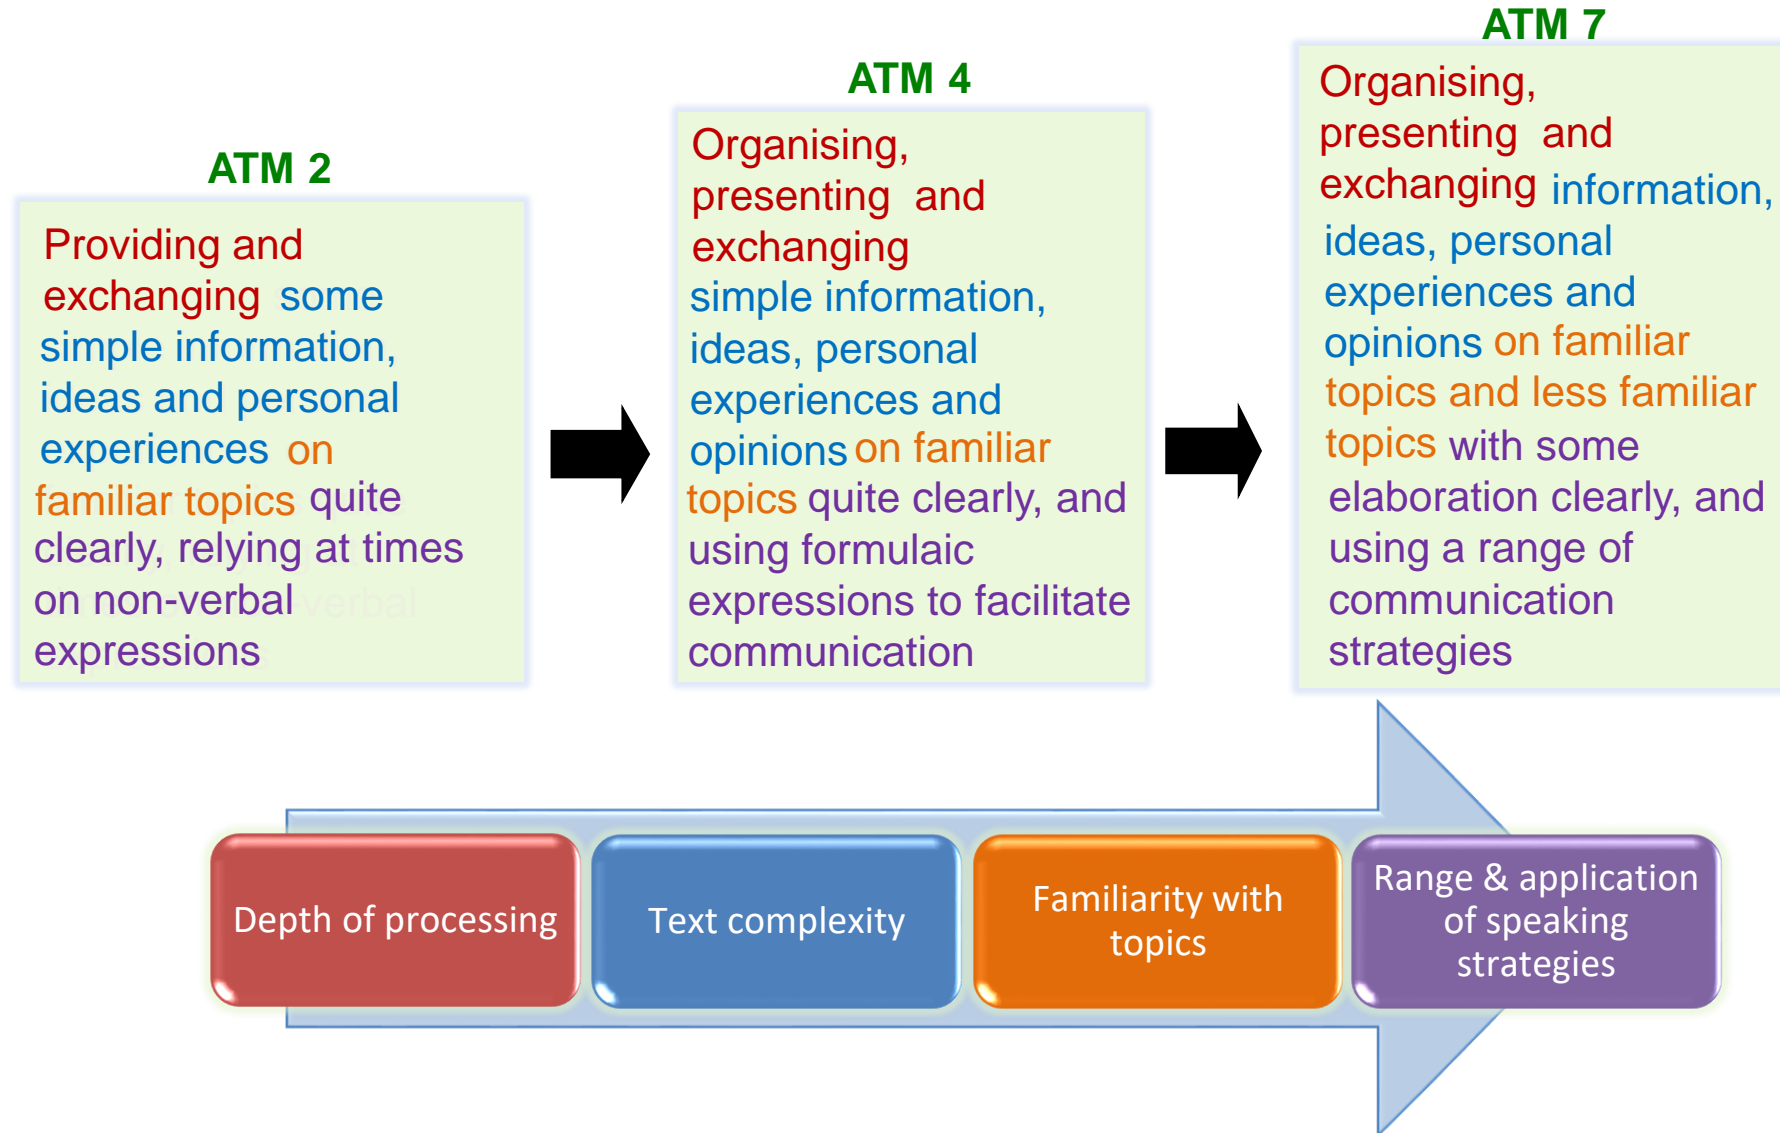 ATM 2
Providing and
exchanging some
simple information,
ideas and personal
experiences on
familiar topics quite
clearly, relying at times
on non-verbal
expressions
ATM 4
Organising,
presenting and
exchanging
simple information,
ideas, personal
experiences and
opinions on familiar
topics quite clearly, and
using formulaic
expressions to facilitate
communication
ATM 7
Organising,
presenting and
exchanging information,
ideas, personal
experiences and
opinions on familiar
topics and less familiar
topics with some
elaboration clearly, and
using a range of
communication
strategies
Depth of processing
Text complexity
Familiarity with
topics
Range & application
of speaking
strategies